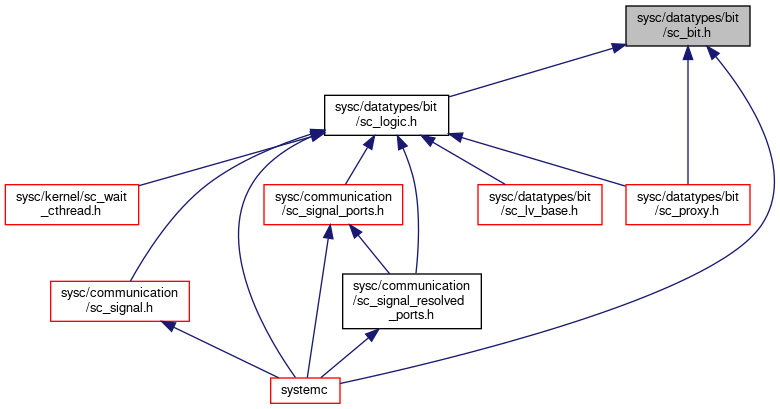 sysc/datatypes/bit
/sc_bit.h
sysc/datatypes/bit
/sc_logic.h
sysc/kernel/sc_wait
_cthread.h
sysc/communication
/sc_signal_ports.h
sysc/datatypes/bit
/sc_lv_base.h
sysc/datatypes/bit
/sc_proxy.h
sysc/communication
/sc_signal.h
sysc/communication
/sc_signal_resolved
_ports.h
systemc